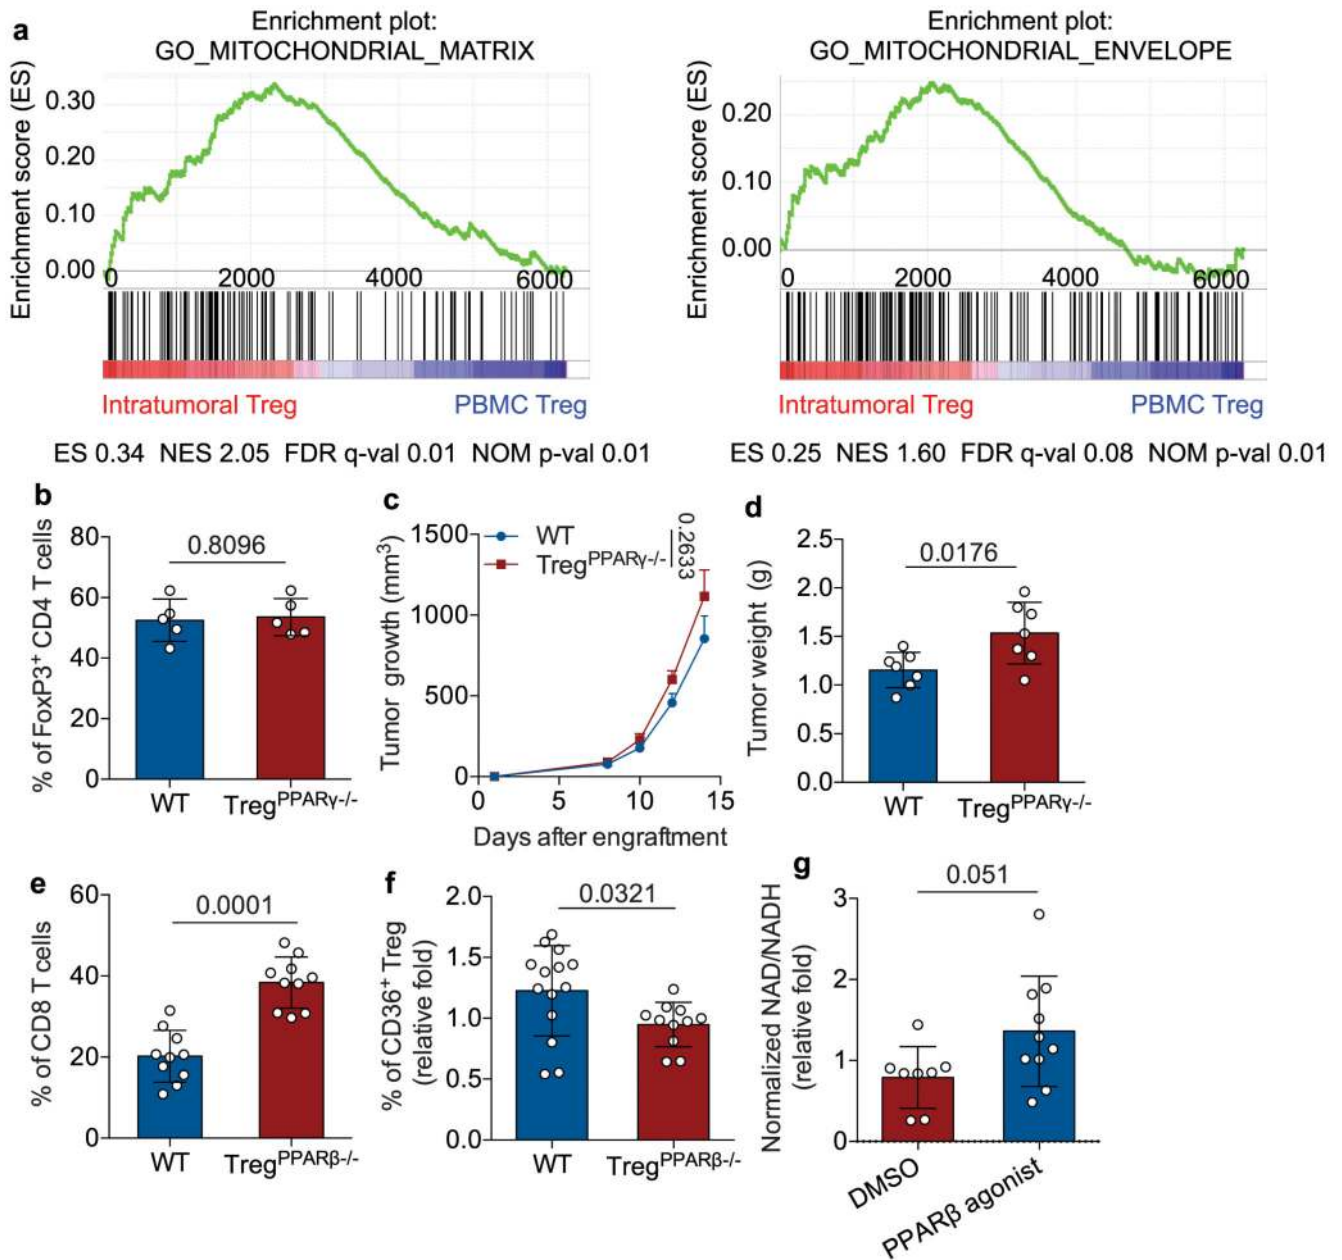 a
Enrichment plot:
GO_MITOCHONDRIAL_MATRIX
Enrichment score (ES)
0.30
0.20
0.10
0.00
0 2000 4000 6000
Intratumoral Treg PBMC Treg
ES 0.34 NES 2.05 FDR q-val 0.01 NOM p-val 0.01
Enrichment plot:
GO_MITOCHONDRIAL_ENVELOPE
Enrichment score (ES)
0.20
0.10
0.00
0 2000 4000 6000
Intratumoral Treg PBMC Treg
ES 0.25 NES 1.60 FDR q-val 0.08 NOM p-val 0.01
b
% of FoxP3⁺ CD4 T cells
80
60
40
20
0
0.8096
WT TregPPARγ-/-
c
Tumor growth (mm³)
1500
1000
500
0
WT
TregPPARγ-/-
0.2633
0 5 10 15
Days after engraftment
d
Tumor weight (g)
2.5
2.0
1.5
1.0
0.5
0.0
0.0176
WT TregPPARγ-/-
e
% of CD8 T cells
60
40
20
0
0.0001
WT TregPPARβ-/-
f
% of CD36⁺ Treg
(relative fold)
2.0
1.5
1.0
0.5
0.0
0.0321
WT TregPPARβ-/-
g
Normalized NAD/NADH
(relative fold)
3
2
1
0
0.051
DMSO
PPARβ agonist